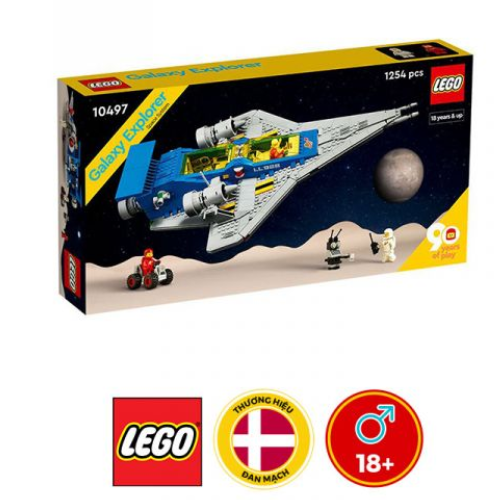 Galaxy Explorer
10497
1254 pcs
LEGO
18 years & up
LL928
90 years
of play
LEGO
THƯƠNG HIỆU
ĐAN MẠCH
18+